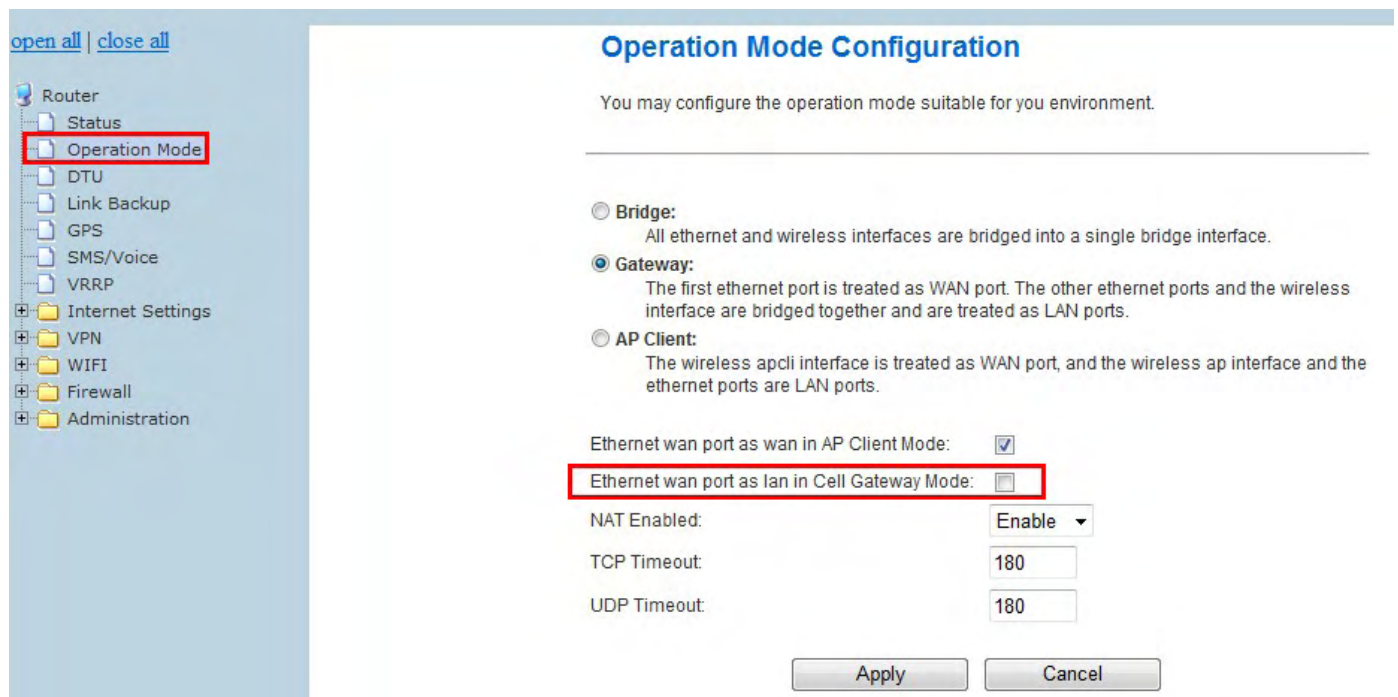 open all | close all
Router
Status
Operation Mode
DTU
Link Backup
GPS
SMS/Voice
VRRP
Internet Settings
VPN
WIFI
Firewall
Administration
Operation Mode Configuration
You may configure the operation mode suitable for you environment.
Bridge:
All ethernet and wireless interfaces are bridged into a single bridge interface.
Gateway:
The first ethernet port is treated as WAN port. The other ethernet ports and the wireless
interface are bridged together and are treated as LAN ports.
AP Client:
The wireless apcli interface is treated as WAN port, and the wireless ap interface and the
ethernet ports are LAN ports.
Ethernet wan port as wan in AP Client Mode:
Ethernet wan port as lan in Cell Gateway Mode:
NAT Enabled: Enable
TCP Timeout: 180
UDP Timeout: 180
Apply Cancel